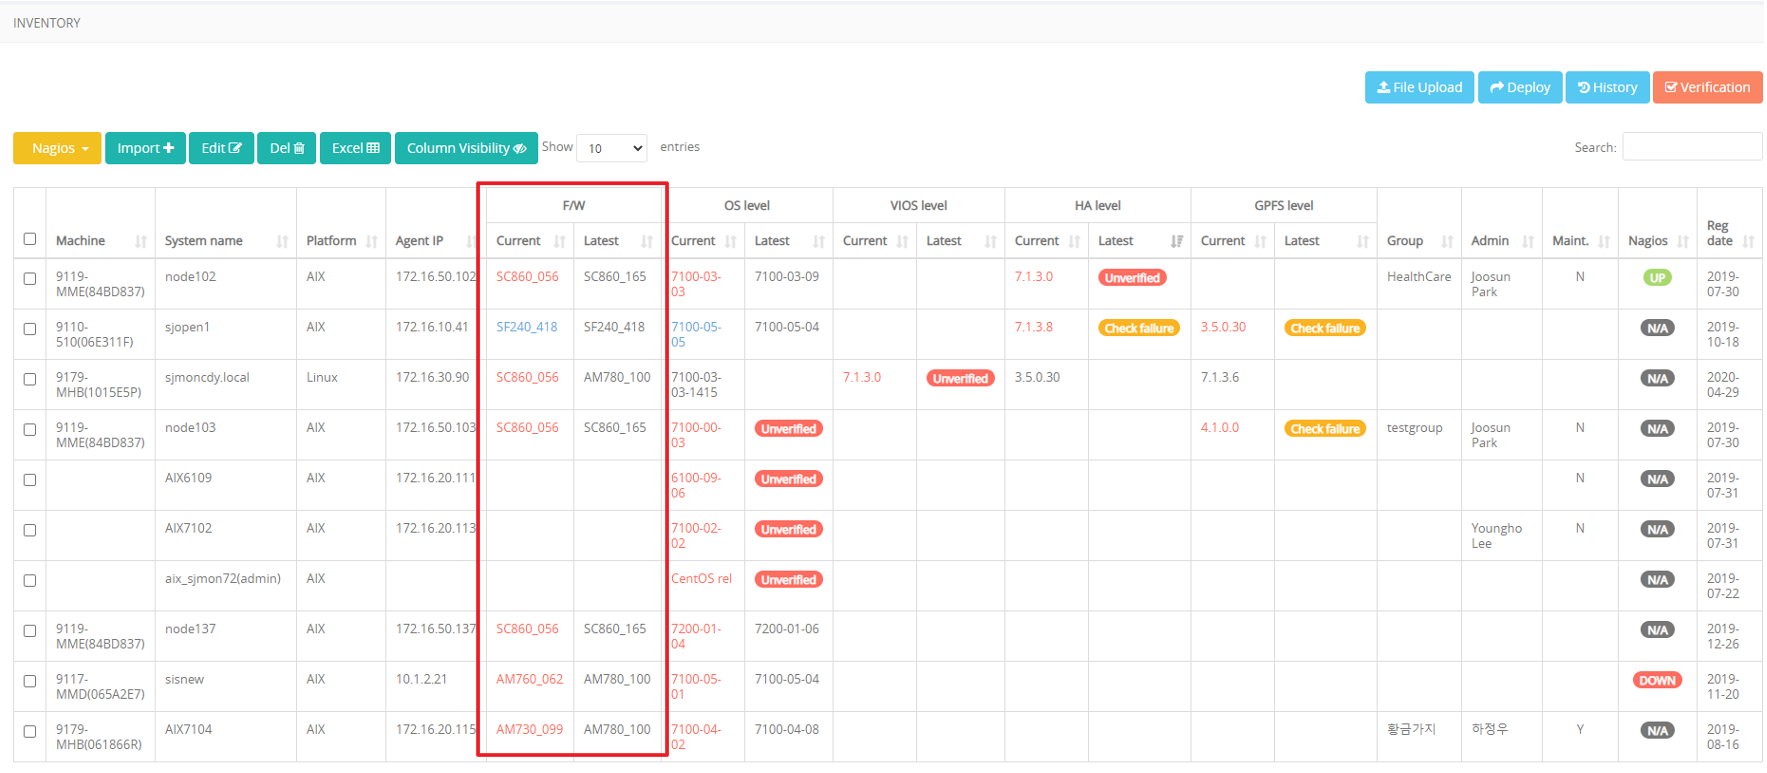 INVENTORY
File Upload Deploy History Verification
Nagios Import Edit Del Excel Column Visibility Show 10 entries Search:
F/W OS level VIOS level HA level GPFS level
Machine System name Platform Agent IP Current Latest Current Latest Current Latest Current Latest Current Latest Group Admin Maint. Nagios Reg date
9119-MME(84BD837) node102 AIX 172.16.50.102 SC860_056 SC860_165 7100-03-03 7100-03-09 7.1.3.0 Unverified HealthCare Joosun Park N UP 2019-07-30
9110-510(06E311F) sjopen1 AIX 172.16.10.41 SF240_418 SF240_418 7100-05-05 7100-05-04 7.1.3.8 Check failure 3.5.0.30 Check failure N/A 2019-10-18
9179-MHB(1015E5P) sjmoncdy.local Linux 172.16.30.90 SC860_056 AM780_100 7100-03-03-1415 7.1.3.0 Unverified 3.5.0.30 7.1.3.6 N/A 2020-04-29
9119-MME(84BD837) node103 AIX 172.16.50.103 SC860_056 SC860_165 7100-00-03 Unverified 4.1.0.0 Check failure testgroup Joosun Park N N/A 2019-07-30
AIX6109 AIX 172.16.20.111 6100-09-06 Unverified N N/A 2019-07-31
AIX7102 AIX 172.16.20.113 7100-02-02 Unverified Youngho Lee N N/A 2019-07-31
aix_sjmon72(admin) AIX CentOS rel Unverified N/A 2019-07-22
9119-MME(84BD837) node137 AIX 172.16.50.137 SC860_056 SC860_165 7200-01-04 7200-01-06 N/A 2019-12-26
9117-MMD(065A2E7) sisnew AIX 10.1.2.21 AM760_062 AM780_100 7100-05-01 7100-05-04 DOWN 2019-11-20
9179-MHB(061866R) AIX7104 AIX 172.16.20.115 AM730_099 AM780_100 7100-04-02 7100-04-08 황금가지 하정우 Y N/A 2019-08-16